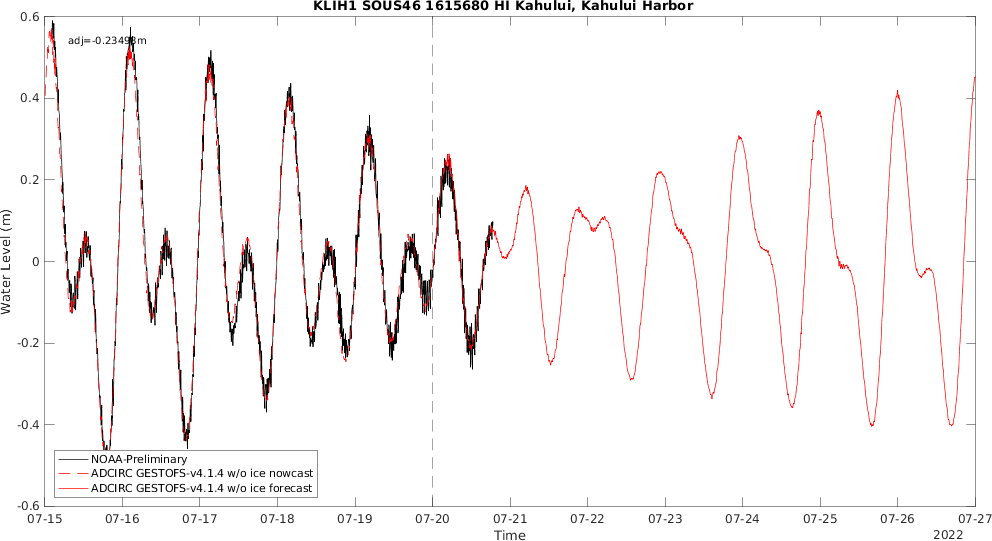 KLIH1 SOUS46 1615680 HI Kahului, Kahului Harbor
adj=-0.23493m
Water Level (m)
0.6
0.4
0.2
0
-0.2
-0.4
-0.6
NOAA-Preliminary
ADCIRC GESTOFS-v4.1.4 w/o ice nowcast
ADCIRC GESTOFS-v4.1.4 w/o ice forecast
07-15 07-16 07-17 07-18 07-19 07-20 07-21 07-22 07-23 07-24 07-25 07-26 07-27
Time
2022